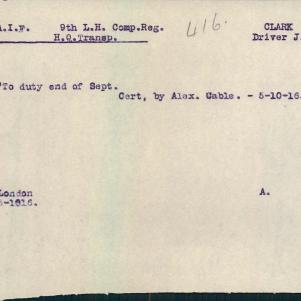 A.I.F. 9th L.H. Comp.Reg. 416. CLARK
H.Q.Transp. Driver J.
To duty end of Sept.
Cert, by Alex. Cable. - 5-10-16
London A.
-1916.